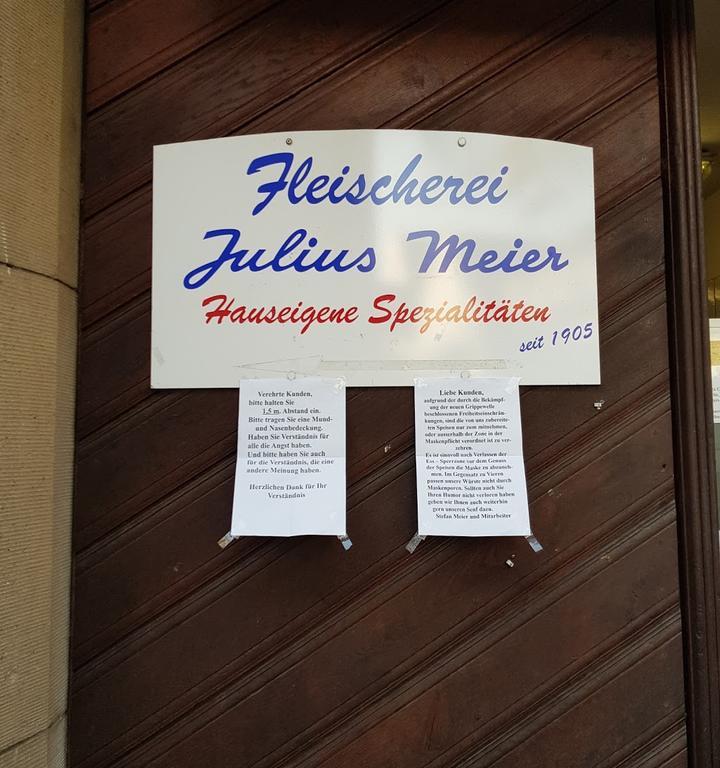 Fleischerei
Julius Meier
Hauseigene Spezialitäten
seit 1905
Verehrte Kunden,
bitte halten Sie
1,5 m. Abstand ein.
Bitte tragen Sie eine Mund-
und Nasenbedeckung.
Haben Sie Verständnis für
alle die Angst haben.
Und bitte haben Sie auch
für die Verständnis, die eine
andere Meinung haben.
Herzlichen Dank für Ihr
Verständnis
Liebe Kunden,
aufgrund der durch die Bekämpf-
ung der neuen Grippewelle
beschlossenen Freiheitseinschrän-
kungen, sind die von uns zubereite-
ten Speisen nur zum mitnehmen,
oder ausserhalb der Zone in der
Maskenpflicht verordnet ist zu ver-
zehren.
Es ist sinnvoll nach Verlassen der
Ess – Sperrzone vor dem Genuss
der Speisen die Maske zu abzuneh-
men. Im Gegensatz zu Vieren
passen unsere Würste nicht durch
Maskenporen. Sollten auch Sie
Ihren Humor nicht verloren haben
geben wir Ihnen auch weiterhin
gern unseren Senf dazu.
Stefan Meier und Mitarbeiter